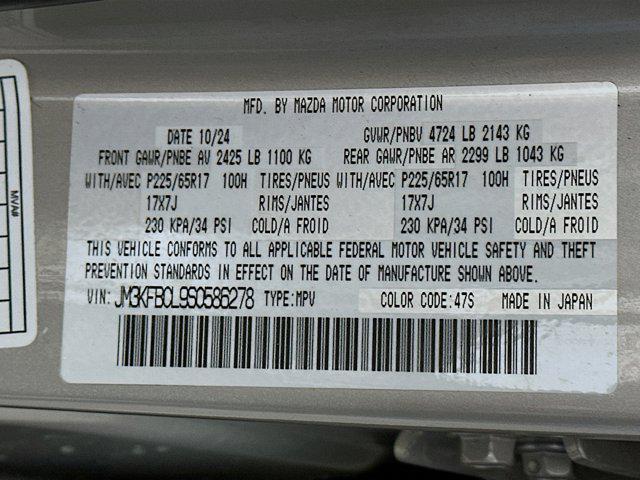 MVA#
MFD. BY MAZDA MOTOR CORPORATION
DATE 10/24 GVWR/PNBV 4724 LB 2143 KG
FRONT GAWR/PNBE AV 2425 LB 1100 KG REAR GAWR/PNBE AR 2299 LB 1043 KG
WITH/AVEC P225/65R17 100H TIRES/PNEUS WITH/AVEC P225/65R17 100H TIRES/PNEUS
17X7J RIMS/JANTES 17X7J RIMS/JANTES
230 KPA/34 PSI COLD/A FROID 230 KPA/34 PSI COLD/A FROID
THIS VEHICLE CONFORMS TO ALL APPLICABLE FEDERAL MOTOR VEHICLE SAFETY AND THEFT
PREVENTION STANDARDS IN EFFECT ON THE DATE OF MANUFACTURE SHOWN ABOVE.
VIN: JM3KFBCL9S0586278 TYPE:MPV COLOR CODE:47S MADE IN JAPAN